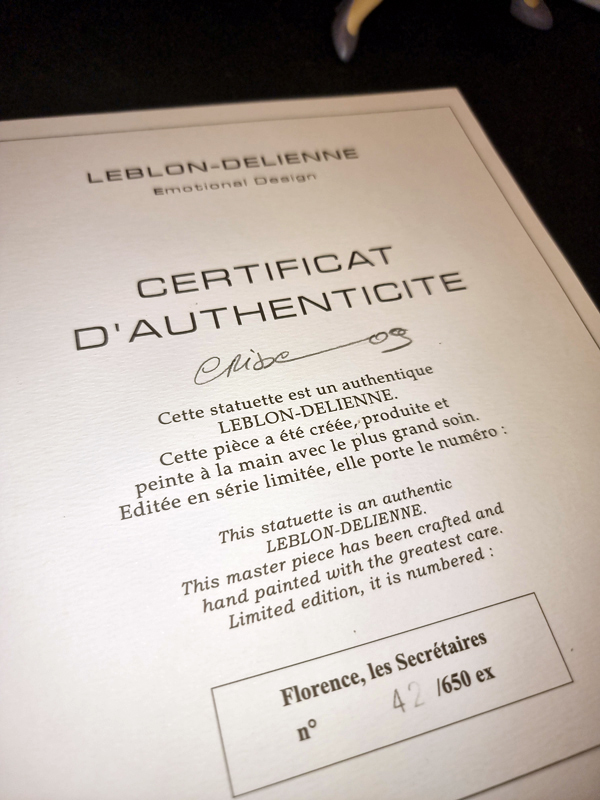 LEBLON-DELIENNE
Emotional Design
CERTIFICAT
D'AUTHENTICITE
Cette statuette est un authentique
LEBLON-DELIENNE.
Cette pièce a été créée, produite et
peinte à la main avec le plus grand soin.
Editée en série limitée, elle porte le numéro :
This statuette is an authentic
LEBLON-DELIENNE.
This master piece has been crafted and
hand painted with the greatest care.
Limited edition, it is numbered :
Florence, les Secrétaires
n° 42 /650 ex